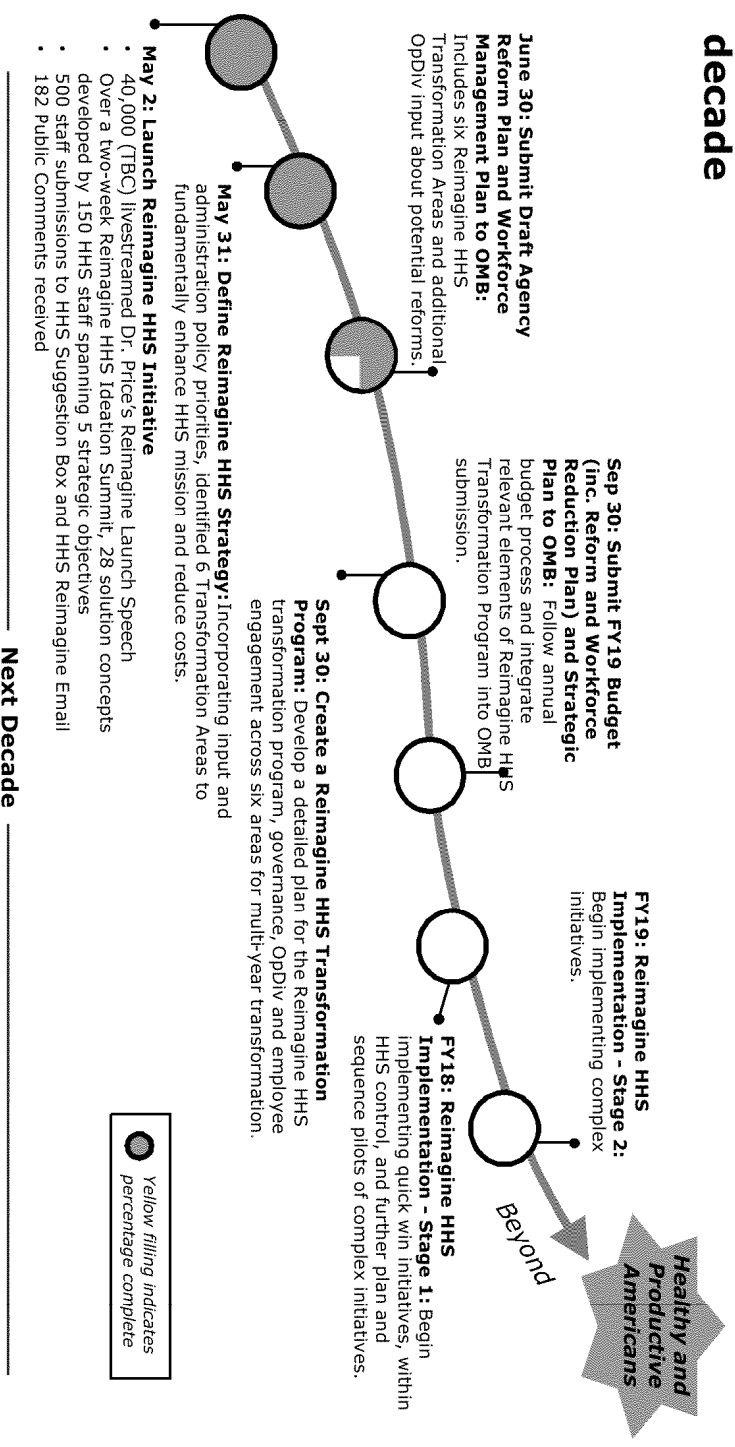 decade
June 30: Submit Draft Agency
Reform Plan and Workforce
Management Plan to OMB:
Includes six Reimagine HHS
Transformation Areas and additional
OpDiv input about potential reforms.
Sep 30: Submit FY19 Budget
(inc. Reform and Workforce
Reduction Plan) and Strategic
Plan to OMB: Follow annual
budget process and integrate
relevant elements of Reimagine HHS
Transformation Program into OMB
submission.
FY19: Reimagine HHS
Implementation - Stage 2:
Begin implementing complex
initiatives.
Healthy and
Productive
Americans
Beyond
May 2: Launch Reimagine HHS Initiative
• 40,000 (TBC) livestreamed Dr. Price's Reimagine Launch Speech
• Over a two-week Reimagine HHS Ideation Summit, 28 solution concepts
developed by 150 HHS staff spanning 5 strategic objectives
• 500 staff submissions to HHS Suggestion Box and HHS Reimagine Email
• 182 Public Comments received
May 31: Define Reimagine HHS Strategy: Incorporating input and
administration policy priorities, identified 6 Transformation Areas to
fundamentally enhance HHS mission and reduce costs.
Sept 30: Create a Reimagine HHS Transformation
Program: Develop a detailed plan for the Reimagine HHS
transformation program, governance, OpDiv and employee
engagement across six areas for multi-year transformation.
FY18: Reimagine HHS
Implementation - Stage 1: Begin
implementing quick win initiatives, within
HHS control, and further plan and
sequence pilots of complex initiatives.
Yellow filling indicates
percentage complete
Next Decade